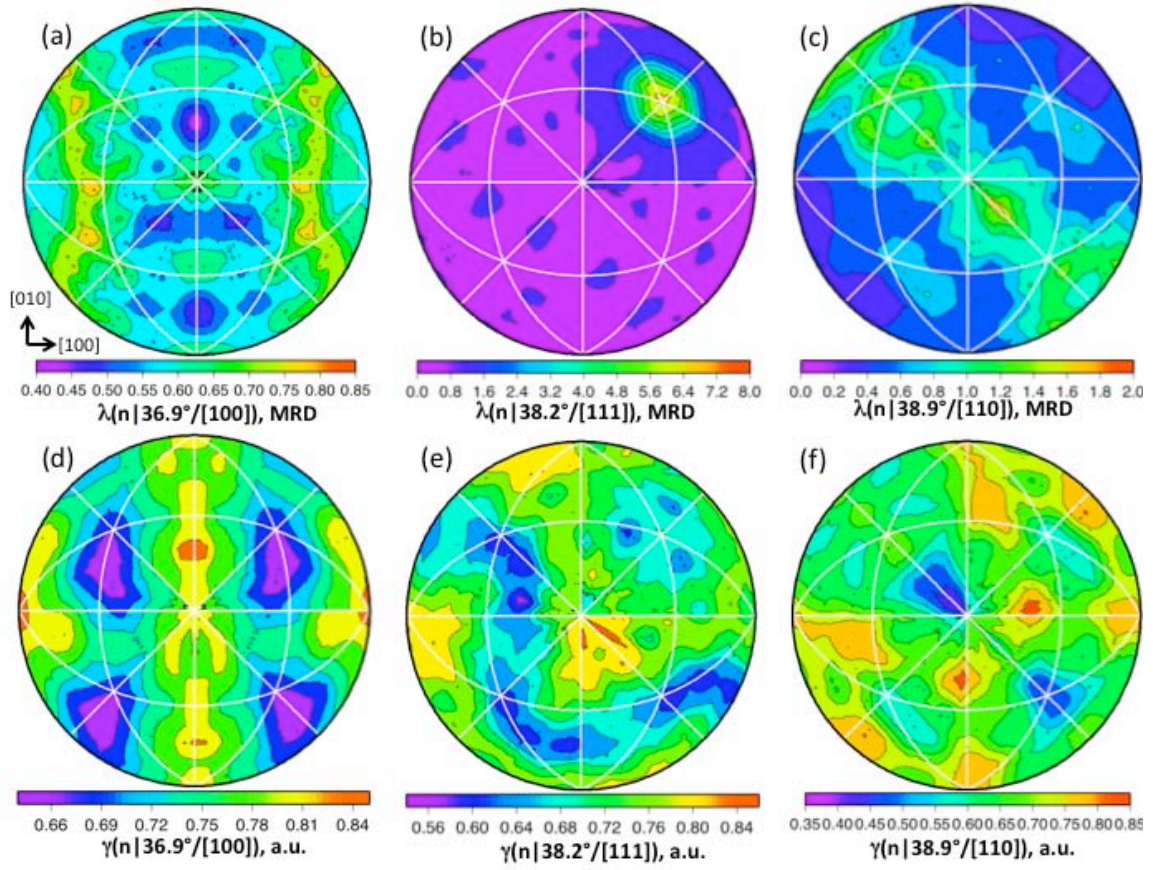 (a) (b) (c)
[010]
[100]
0.40 0.45 0.50 0.55 0.60 0.65 0.70 0.75 0.80 0.85
λ(n|36.9°/[100]), MRD
0.0 0.8 1.6 2.4 3.2 4.0 4.8 5.6 6.4 7.2 8.0
λ(n|38.2°/[111]), MRD
0.0 0.2 0.4 0.6 0.8 1.0 1.2 1.4 1.6 1.8 2.0
λ(n|38.9°/[110]), MRD
(d) (e) (f)
0.66 0.69 0.72 0.75 0.78 0.81 0.84
γ(n|36.9°/[100]), a.u.
0.56 0.60 0.64 0.68 0.72 0.76 0.80 0.84
γ(n|38.2°/[111]), a.u.
0.35 0.40 0.45 0.50 0.55 0.60 0.65 0.70 0.75 0.80 0.85
γ(n|38.9°/[110]), a.u.